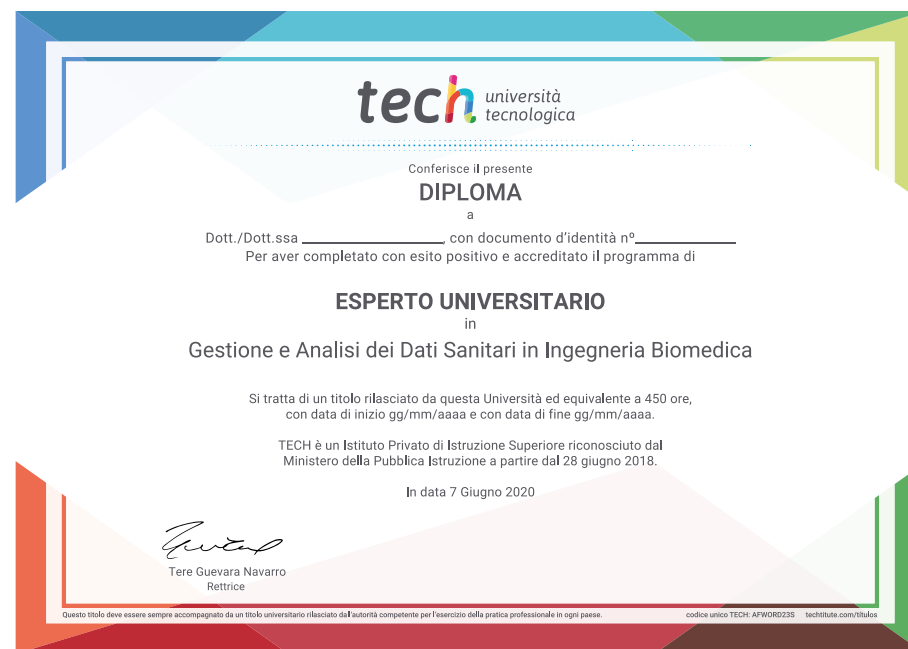 tech università
tecnologica
Conferisce il presente
DIPLOMA
a
Dott./Dott.ssa ____________________, con documento d'identità nº______________
Per aver completato con esito positivo e accreditato il programma di
ESPERTO UNIVERSITARIO
in
Gestione e Analisi dei Dati Sanitari in Ingegneria Biomedica
Si tratta di un titolo rilasciato da questa Università ed equivalente a 450 ore,
con data di inizio gg/mm/aaaa e con data di fine gg/mm/aaaa.
TECH è un Istituto Privato di Istruzione Superiore riconosciuto dal
Ministero della Pubblica Istruzione a partire dal 28 giugno 2018.
In data 7 Giugno 2020
Tere Guevara Navarro
Rettrice
Questo titolo deve essere sempre accompagnato da un titolo universitario rilasciato dall'autorità competente per l'esercizio della pratica professionale in ogni paese. codice unico TECH: AFWORD23S techtitute.com/titulos